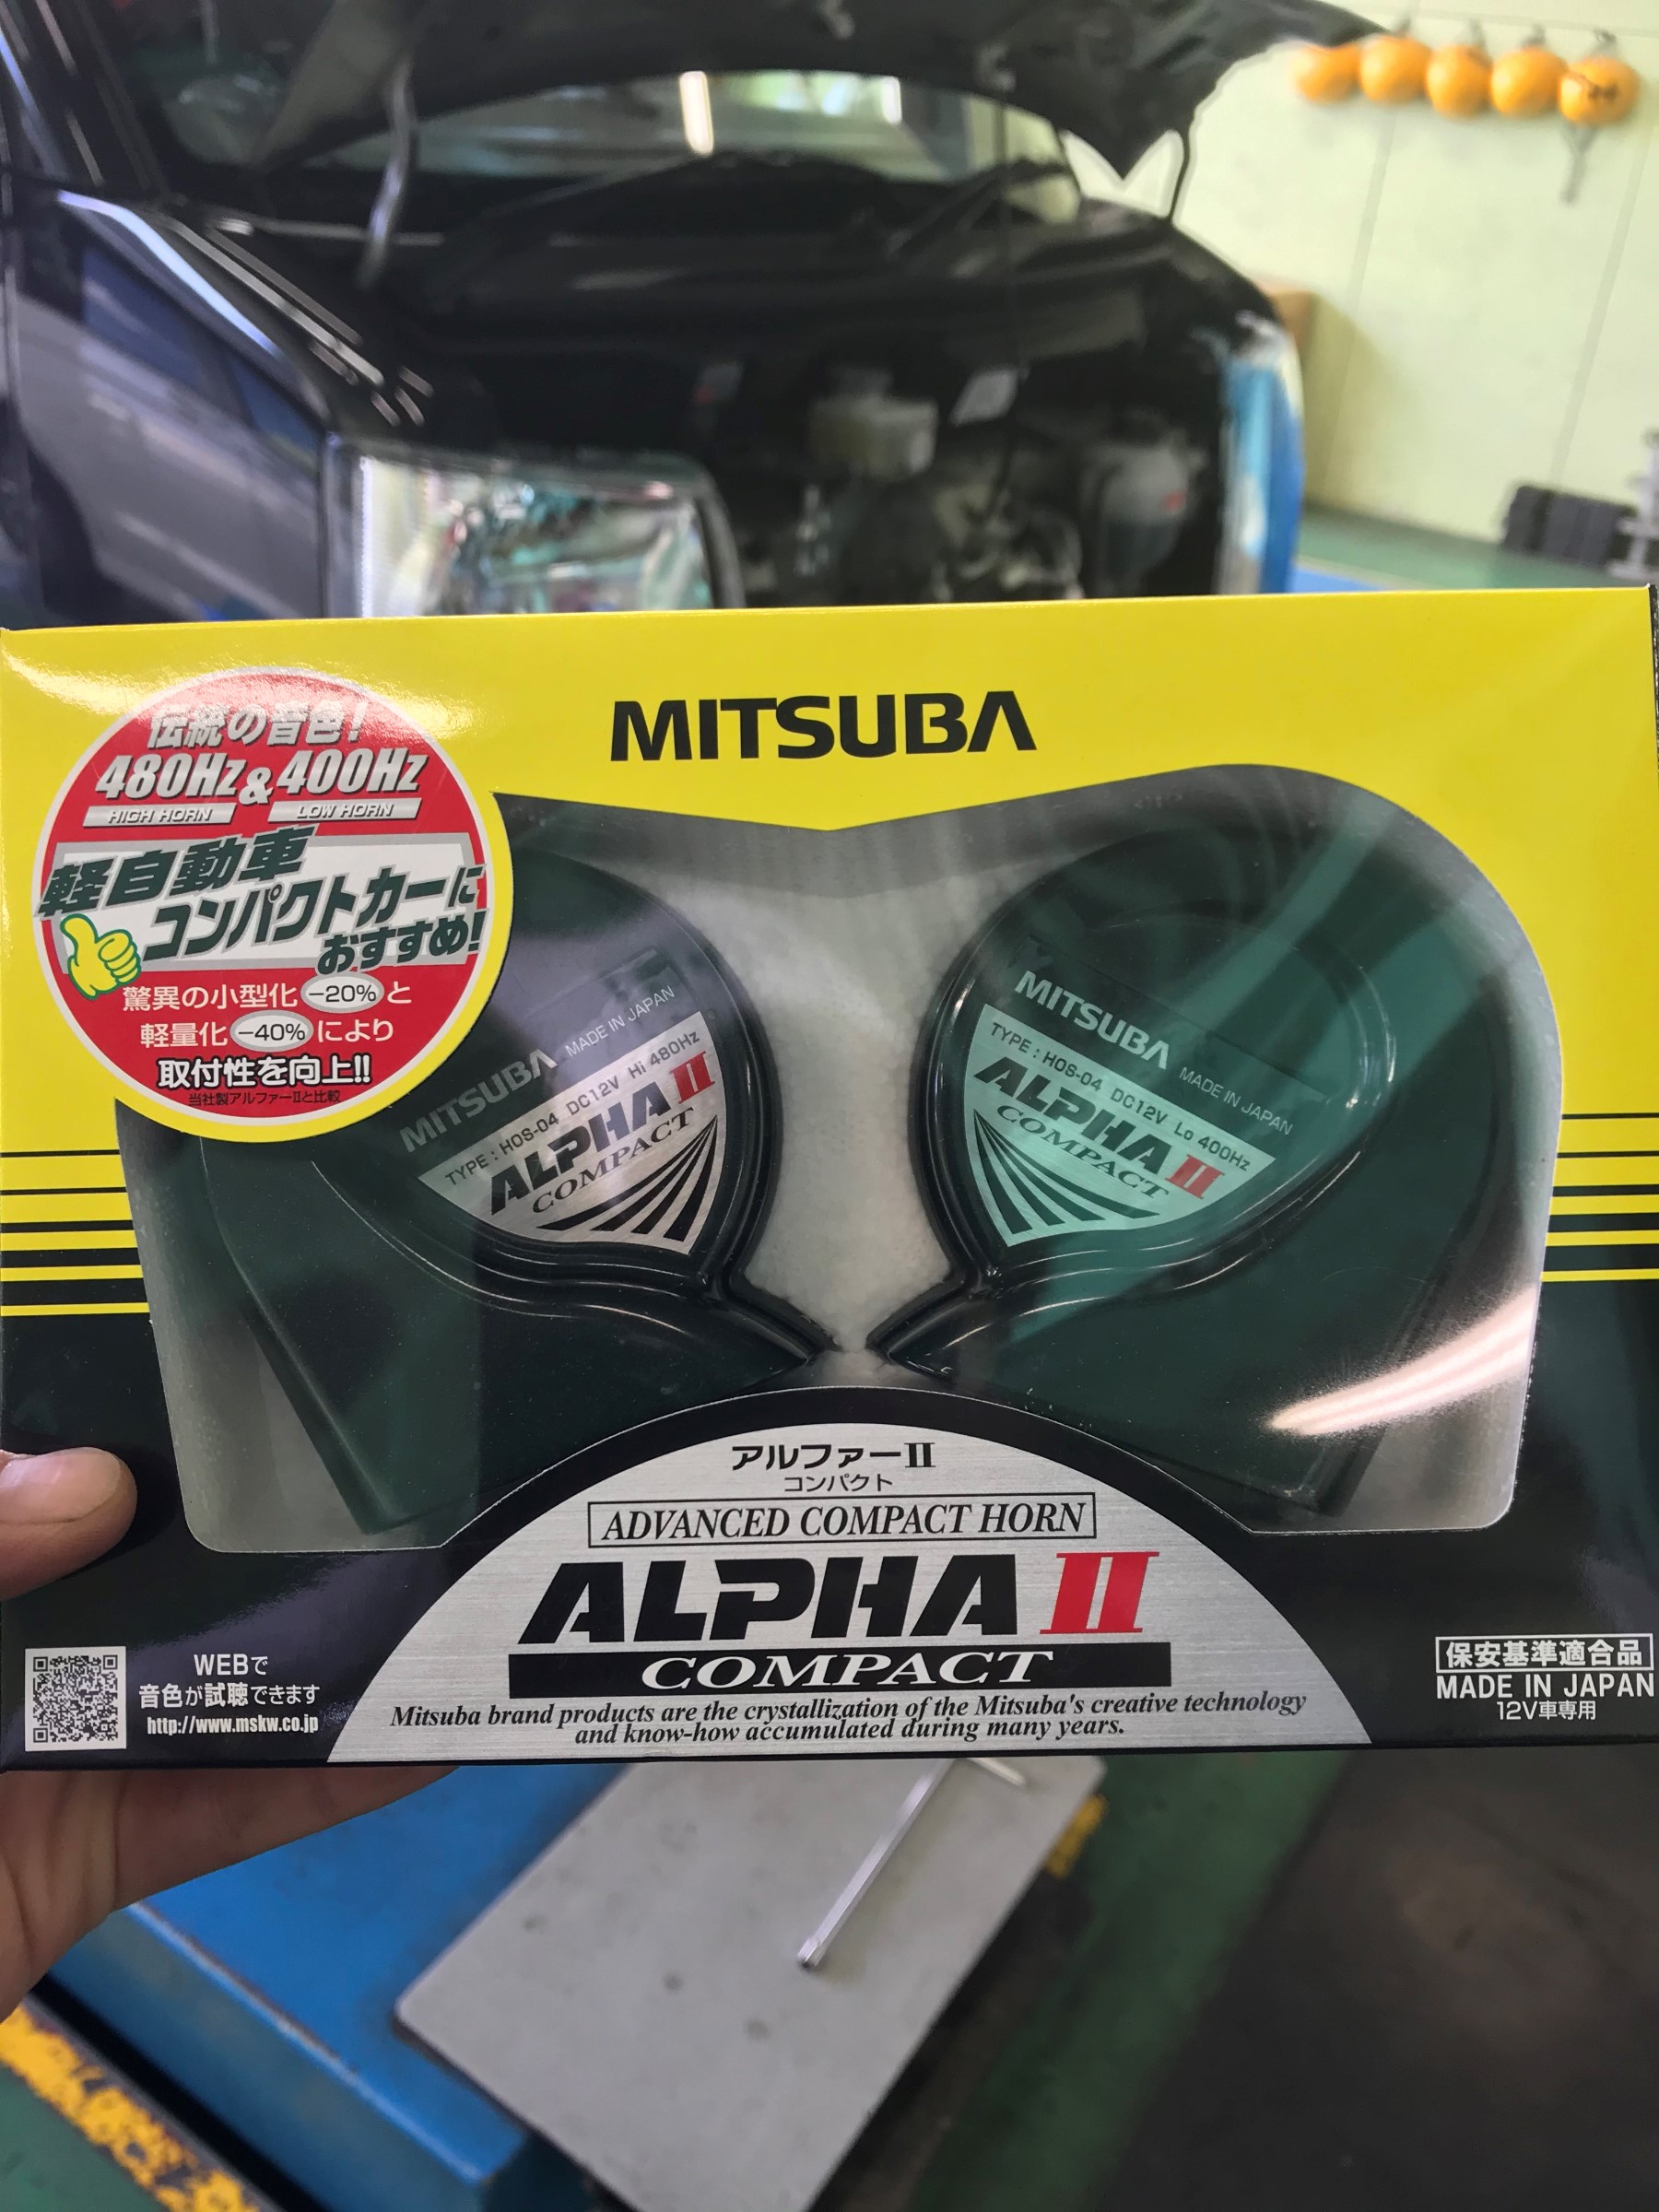 MITSUBA
伝統の音色!
480Hz&400Hz
HIGH HORN LOW HORN
軽自動車
コンパクトカーに
おすすめ!
驚異の小型化 -20% と
軽量化 -40% により
取付性を向上!!
当社製アルファーIIと比較
MITSUBA MADE IN JAPAN
TYPE : HOS-04 DC12V Hi 480Hz
ALPHA II
COMPACT
MITSUBA MADE IN JAPAN
TYPE : HOS-04 DC12V Lo 400Hz
ALPHA II
COMPACT
アルファーII
コンパクト
ADVANCED COMPACT HORN
ALPHA II
COMPACT
Mitsuba brand products are the crystallization of the Mitsuba's creative technology
and know-how accumulated during many years.
WEBで
音色が試聴できます
http://www.mskw.co.jp
保安基準適合品
MADE IN JAPAN
12V車専用